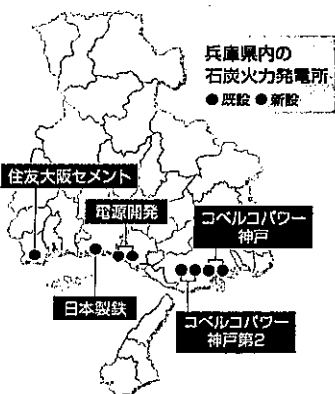 兵庫県内の
石炭火力発電所
●既設 ●新設
住友大阪セメント
電源開発
コベルコパワー
神戸
日本製鉄
コベルコパワー
神戸第2